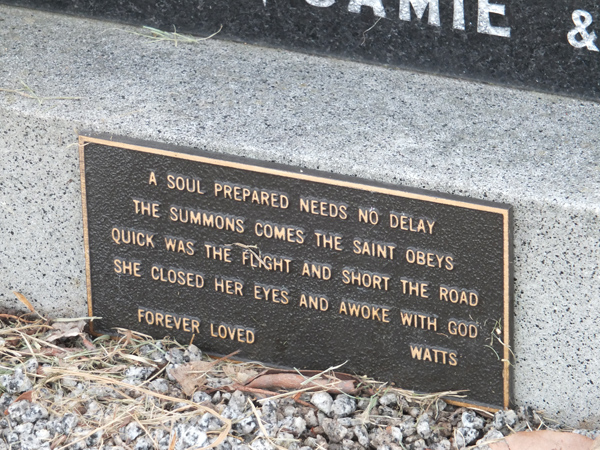 JAMIE &
A SOUL PREPARED NEEDS NO DELAY
THE SUMMONS COMES THE SAINT OBEYS
QUICK WAS THE FLIGHT AND SHORT THE ROAD
SHE CLOSED HER EYES AND AWOKE WITH GOD
FOREVER LOVED WATTS